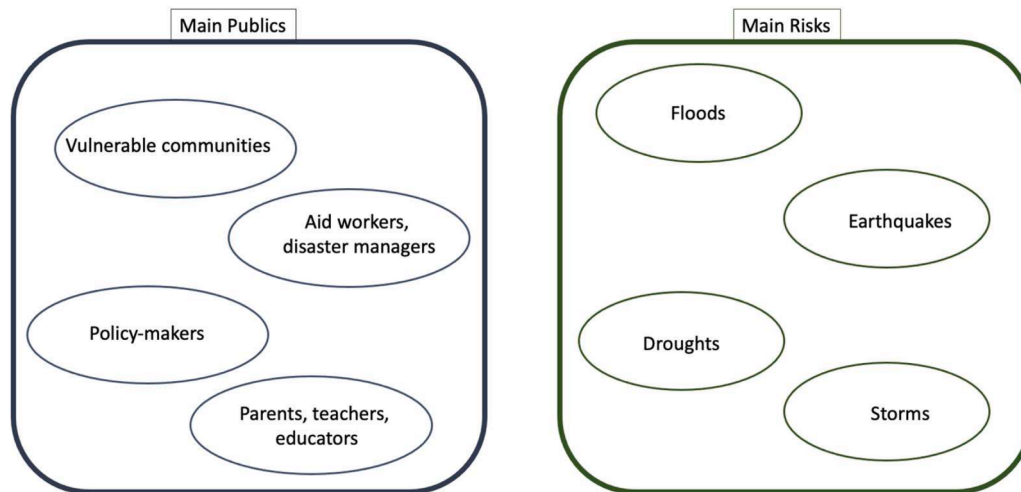 Main Publics
Vulnerable communities
Aid workers,
disaster managers
Policy-makers
Parents, teachers,
educators
Main Risks
Floods
Earthquakes
Droughts
Storms